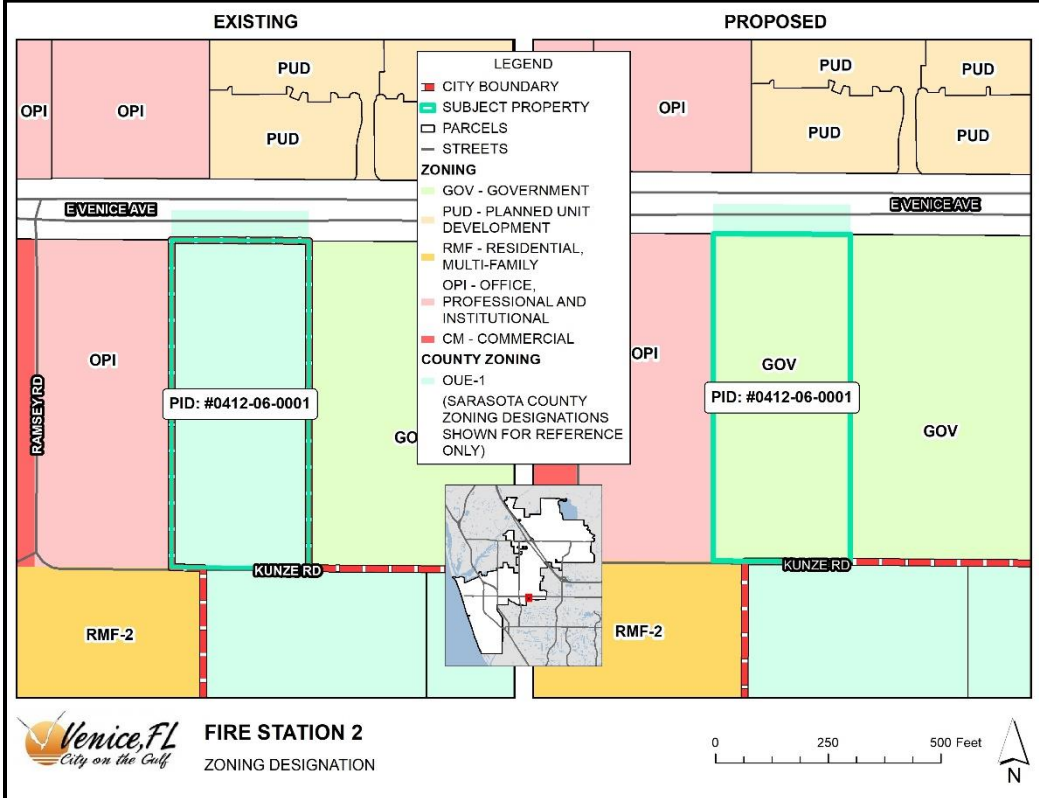 EXISTING
PROPOSED
PUD
PUD
OPI
OPI
PUD
E VENICE AVE
RAMSEY RD
OPI
PID: #0412-06-0001
GO
KUNZE RD
RMF-2
LEGEND
CITY BOUNDARY
SUBJECT PROPERTY
PARCELS
STREETS
ZONING
GOV - GOVERNMENT
PUD - PLANNED UNIT
DEVELOPMENT
RMF - RESIDENTIAL,
MULTI-FAMILY
OPI - OFFICE,
PROFESSIONAL AND
INSTITUTIONAL
CM - COMMERCIAL
COUNTY ZONING
OUE-1
(SARASOTA COUNTY
ZONING DESIGNATIONS
SHOWN FOR REFERENCE
ONLY)
PUD
PUD
OPI
PUD
PUD
E VENICE AVE
OPI
GOV
PID: #0412-06-0001
GOV
KUNZE RD
RMF-2
Venice, FL
City on the Gulf
FIRE STATION 2
ZONING DESIGNATION
0 250 500 Feet
N